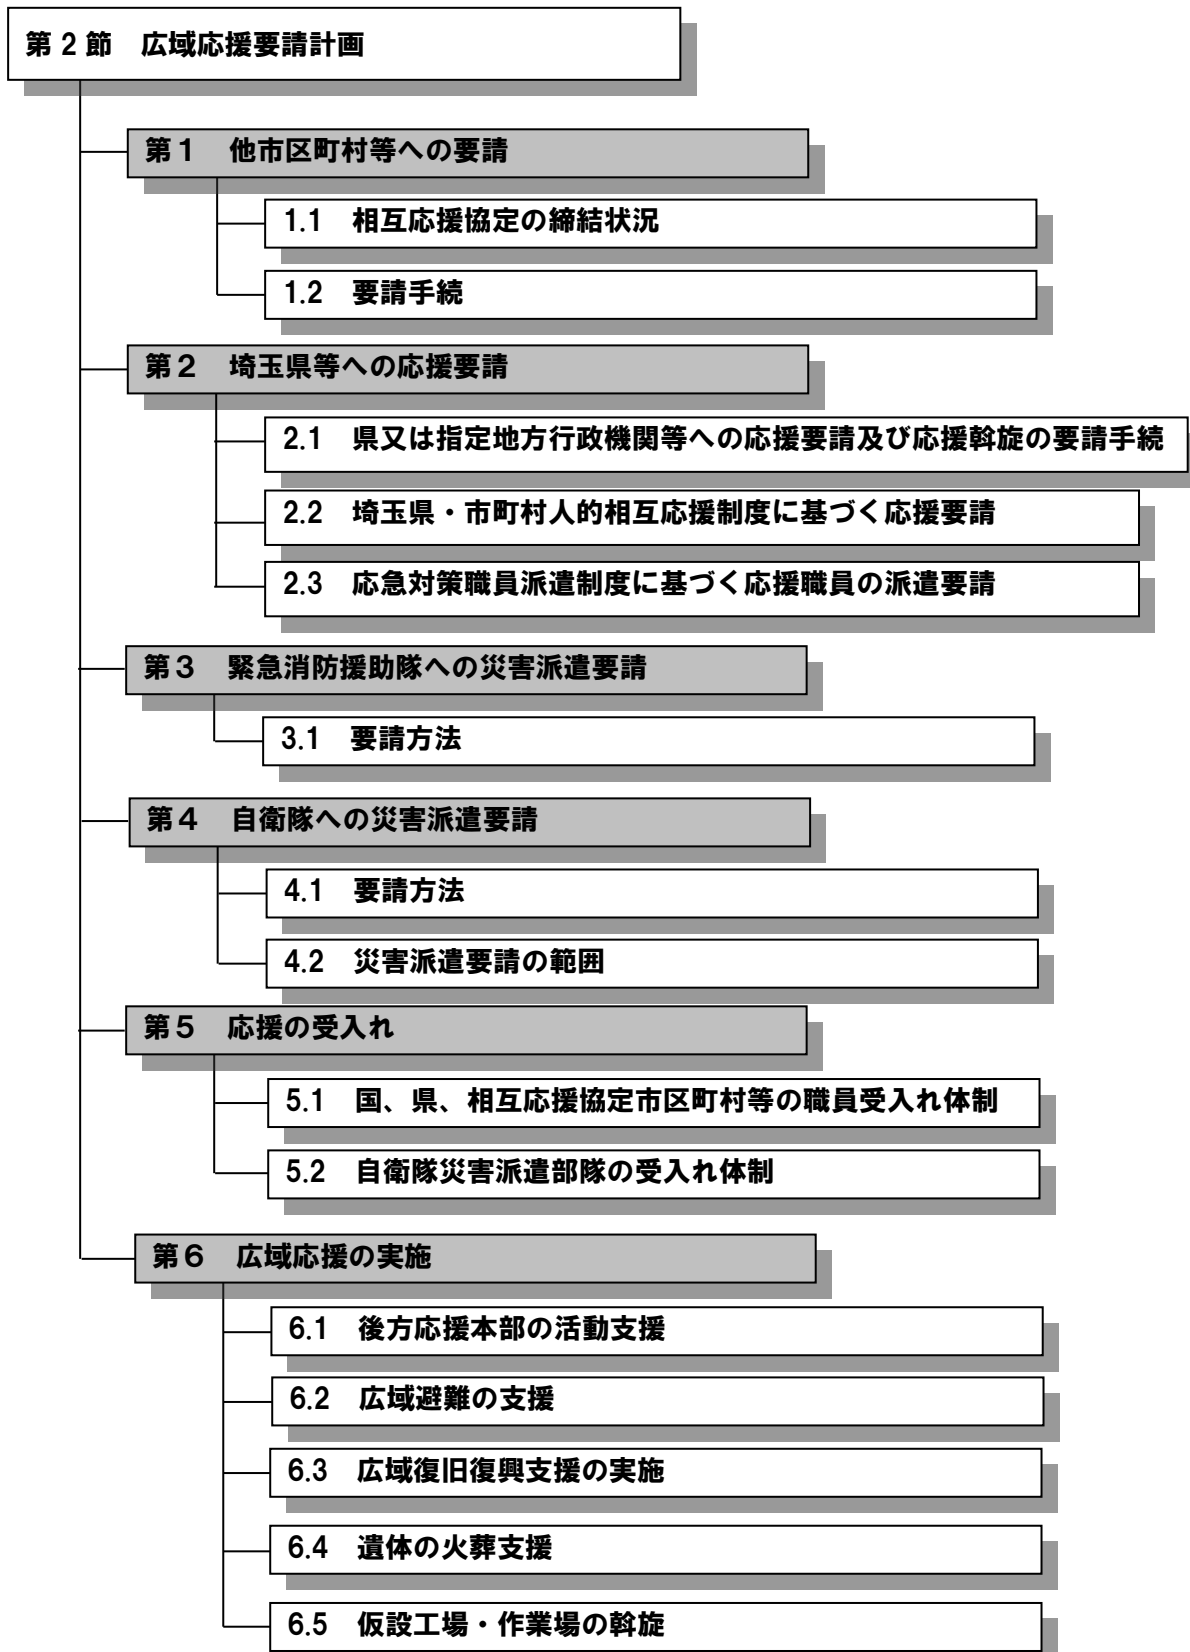 第２節　広域応援要請計画
第１　他市区町村等への要請
1.1　相互応援協定の締結状況
1.2　要請手続
第２　埼玉県等への応援要請
2.1　県又は指定地方行政機関等への応援要請及び応援斡旋の要請手続
2.2　埼玉県・市町村人的相互応援制度に基づく応援要請
2.3　応急対策職員派遣制度に基づく応援職員の派遣要請
第３　緊急消防援助隊への災害派遣要請
3.1　要請方法
第４　自衛隊への災害派遣要請
4.1　要請方法
4.2　災害派遣要請の範囲
第５　応援の受入れ
5.1　国、県、相互応援協定市区町村等の職員受入れ体制
5.2　自衛隊災害派遣部隊の受入れ体制
第６　広域応援の実施
6.1　後方応援本部の活動支援
6.2　広域避難の支援
6.3　広域復旧復興支援の実施
6.4　遺体の火葬支援
6.5　仮設工場・作業場の斡旋